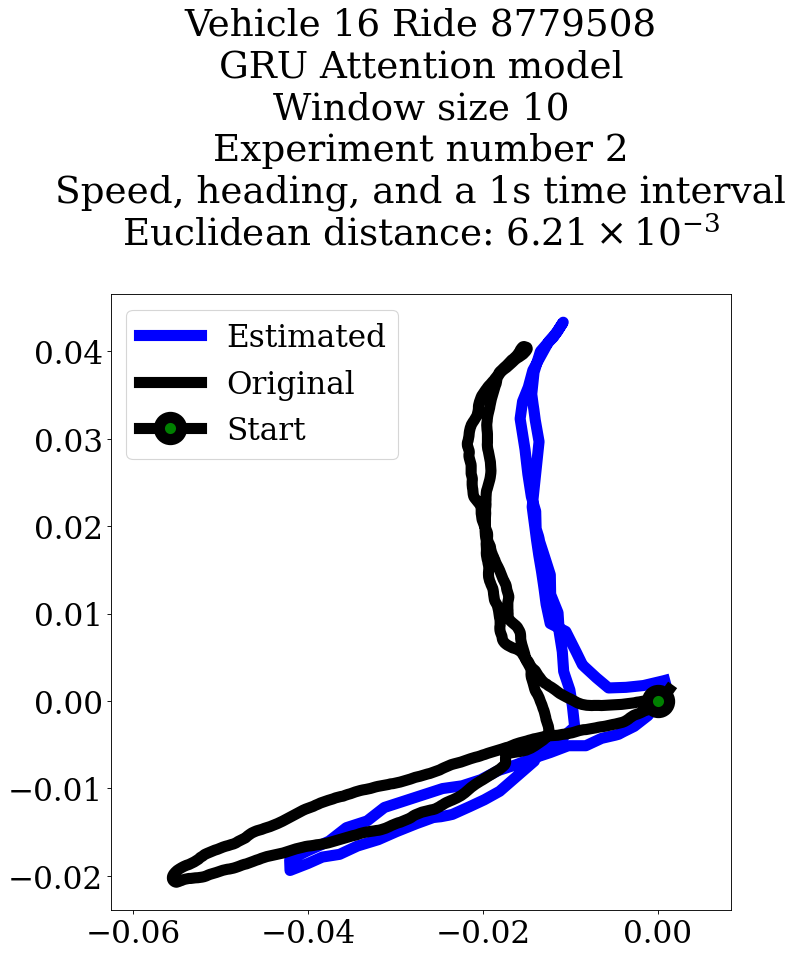 Vehicle 16 Ride 8779508
GRU Attention model
Window size 10
Experiment number 2
Speed, heading, and a 1s time interval
Euclidean distance: 6.21 × 10⁻³
Estimated
Original
Start
0.04
0.03
0.02
0.01
0.00
−0.01
−0.02
−0.06 −0.04 −0.02 0.00